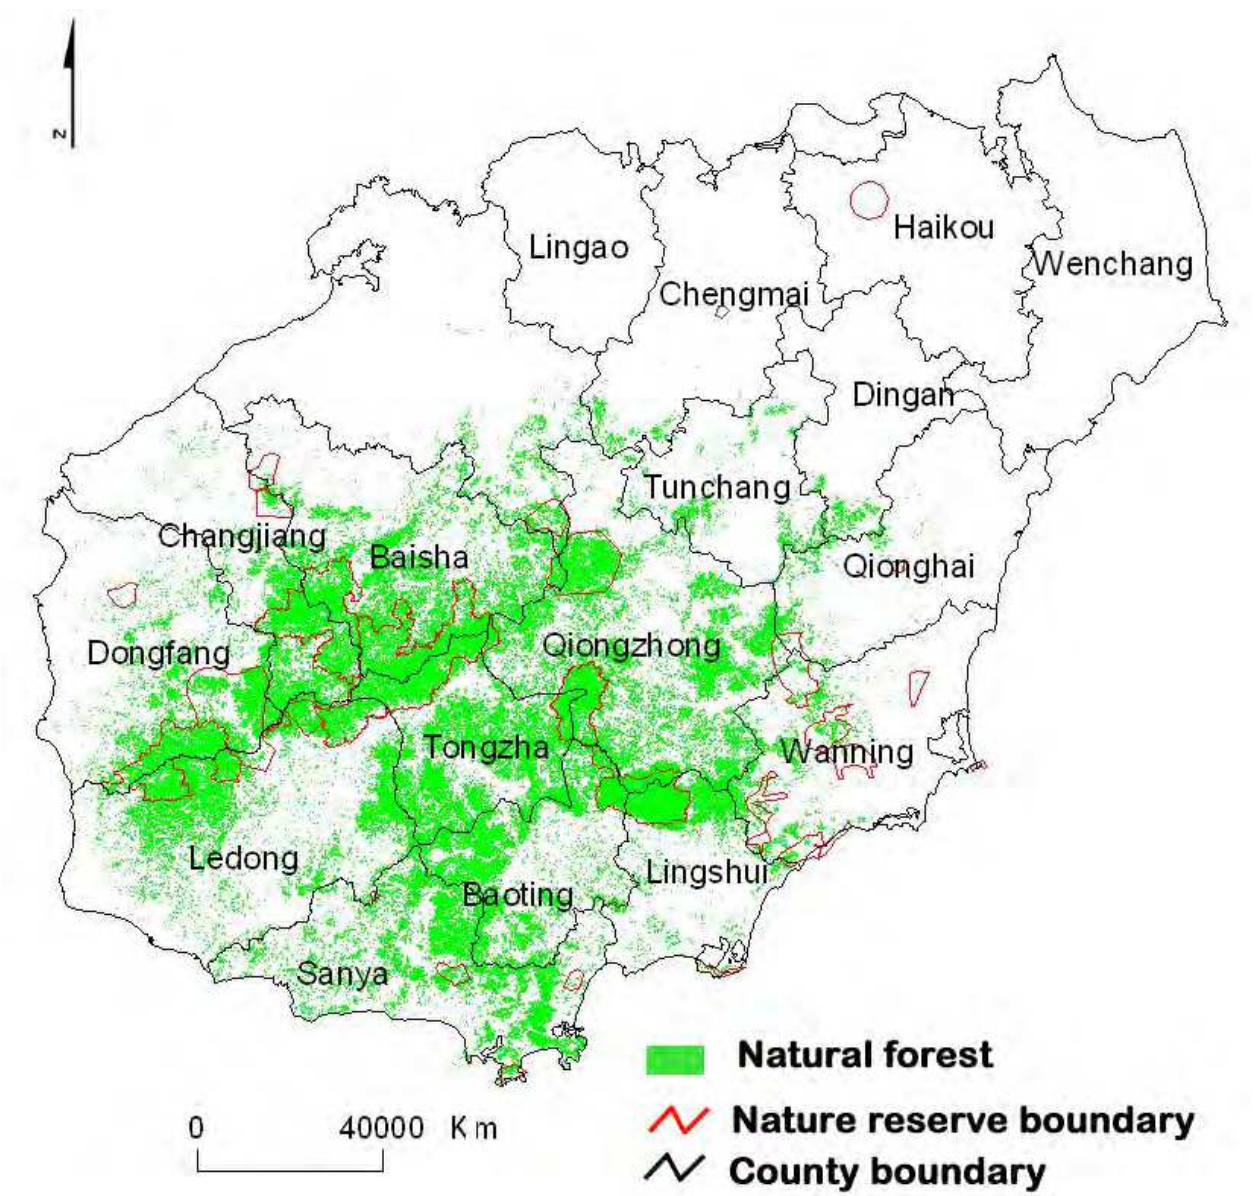 z
Haikou
Lingao
Wenchang
Chengmai
Dingan
Tunchang
Changjiang
Baisha
Qionghai
Dongfang
Qiongzhong
Tongzha
Wanning
Ledong
Lingshui
Baoting
Sanya
Natural forest
Nature reserve boundary
County boundary
0 40000 Km